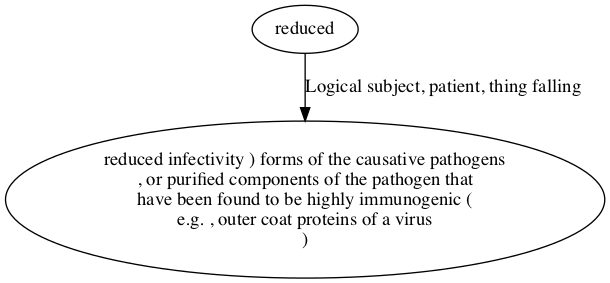 reduced
Logical subject, patient, thing falling
reduced infectivity ) forms of the causative pathogens
, or purified components of the pathogen that
have been found to be highly immunogenic (
e.g. , outer coat proteins of a virus
)